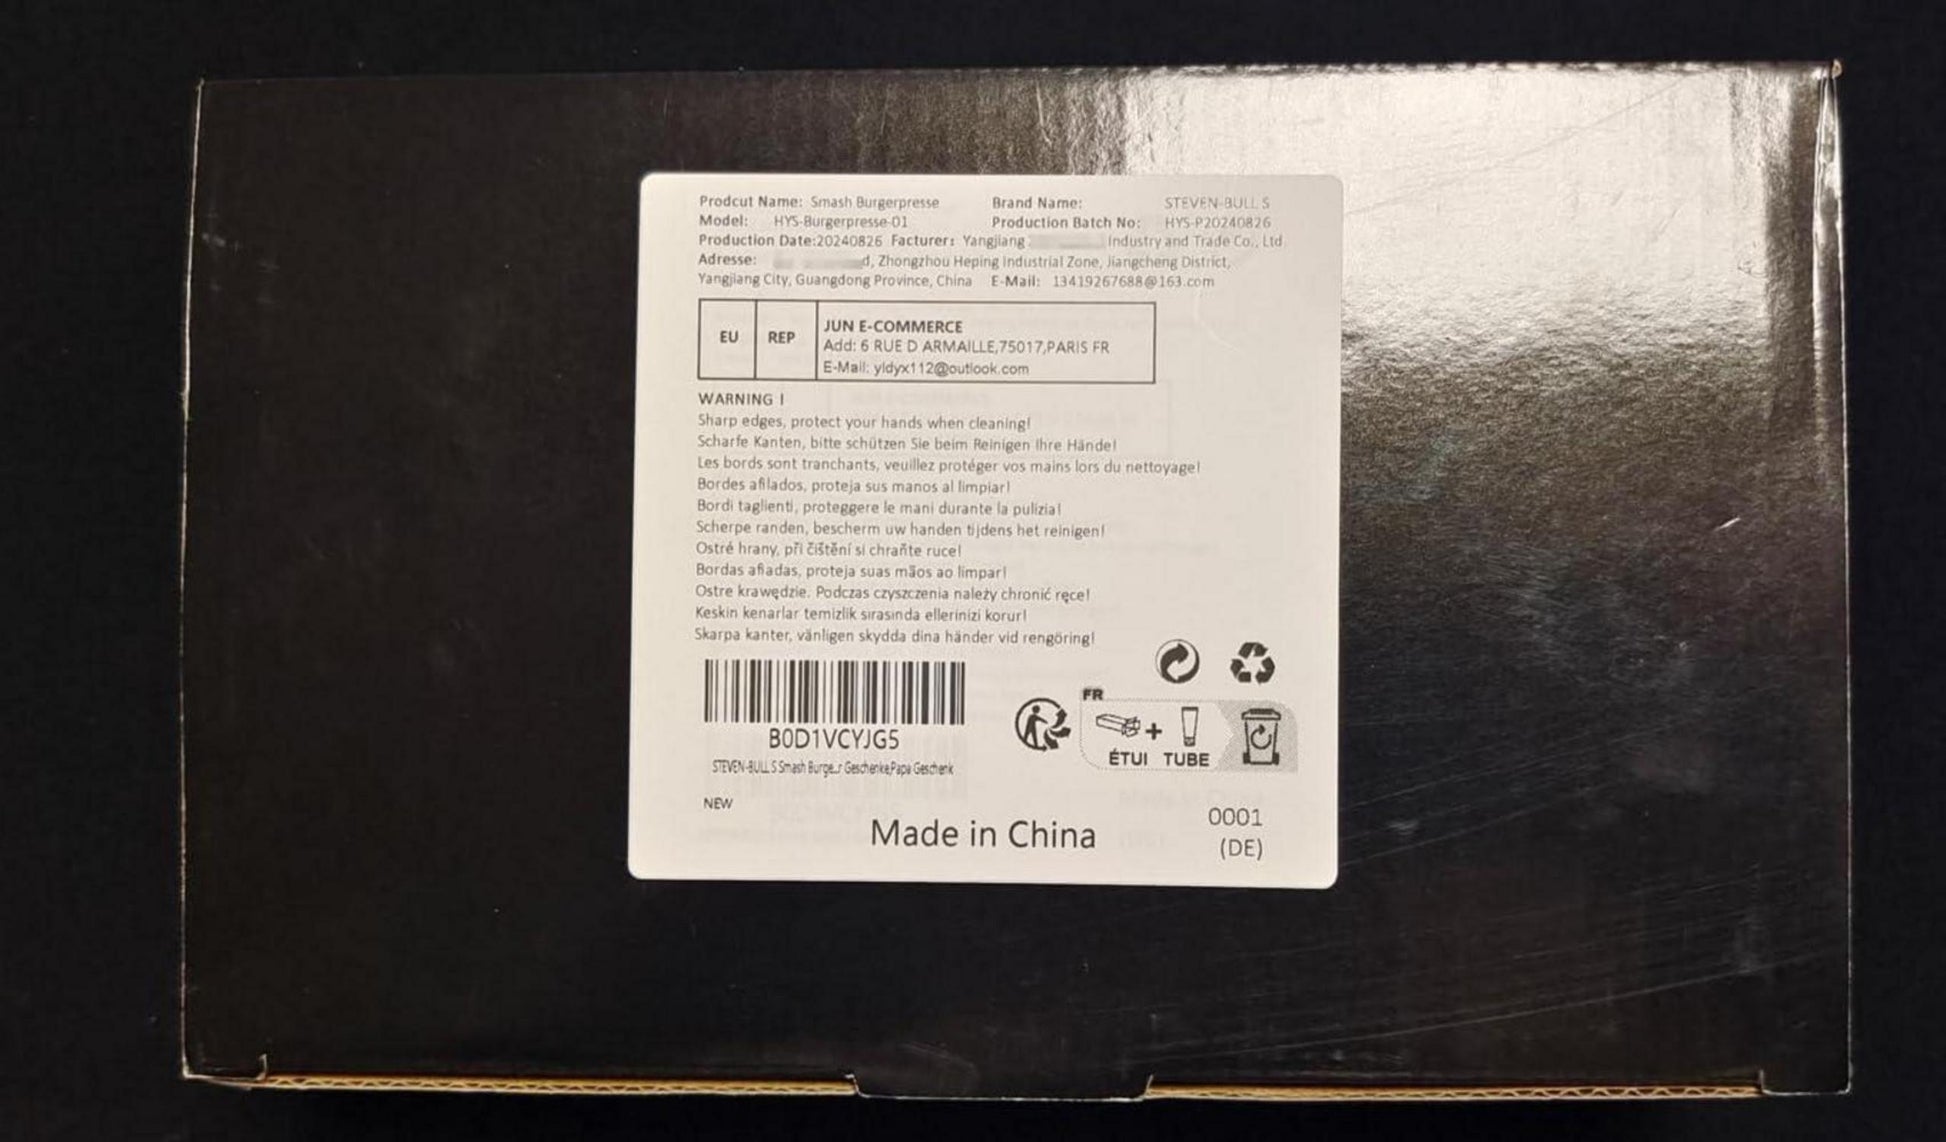 Prodcut Name: Smash Burgerpresse Brand Name: STEVEN-BULL S
Model: HYS-Burgerpresse-01 Production Batch No: HYS-P20240826
Production Date:20240826 Facturer: Yangjiang Industry and Trade Co., Ltd
Adresse: d, Zhongzhou Heping Industrial Zone, Jiangcheng District,
Yangjiang City, Guangdong Province, China E-Mail: 13419267688@163.com
EU REP JUN E-COMMERCE
Add: 6 RUE D ARMAILLE,75017,PARIS FR
E-Mail: yldyx112@outlook.com
WARNING !
Sharp edges, protect your hands when cleaning!
Scharfe Kanten, bitte schützen Sie beim Reinigen Ihre Hände!
Les bords sont tranchants, veuillez protéger vos mains lors du nettoyage!
Bordes afilados, proteja sus manos al limpiar!
Bordi taglienti, proteggere le mani durante la pulizia!
Scherpe randen, bescherm uw handen tijdens het reinigen!
Ostré hrany, při čištění si chraňte ruce!
Bordas afiadas, proteja suas mãos ao limpar!
Ostre krawędzie. Podczas czyszczenia należy chronić ręce!
Keskin kenarlar temizlik sırasında ellerinizi korur!
Skarpa kanter, vänligen skydda dina händer vid rengöring!
B0D1VCYJG5
STEVEN-BULL S Smash Burge...r Geschenke,Papa Geschenk
NEW
FR
ÉTUI + TUBE
Made in China
0001
(DE)